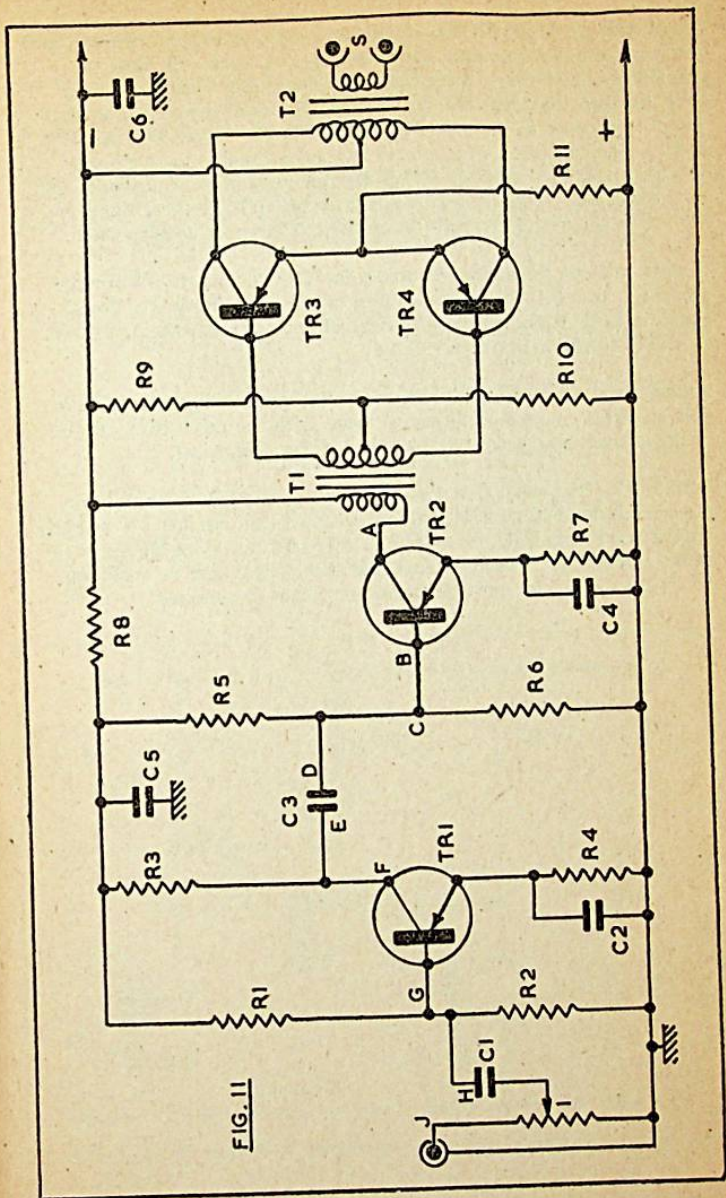 FIG. 11
J
I
H
C1
G
R1
R2
R3
F
TR1
C2
R4
E
C3
D
C5
R5
C
B
R6
R8
A
TR2
C4
R7
T1
R9
R10
TR3
TR4
R11
T2
S
C6
−
+